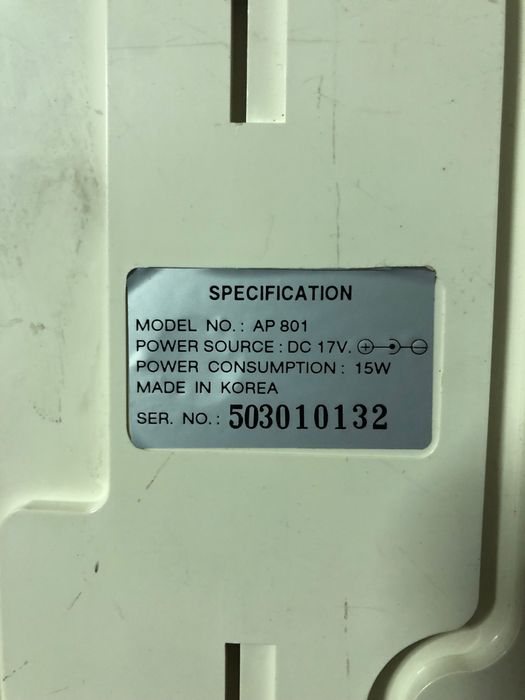 SPECIFICATION
MODEL NO.: AP 801
POWER SOURCE : DC 17V.
POWER CONSUMPTION : 15W
MADE IN KOREA
SER. NO.: 503010132